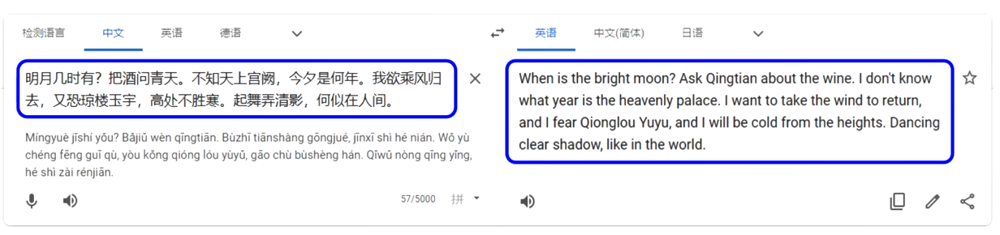 检测语言 中文 英语 德语 英语 中文(简体) 日语
明月几时有？把酒问青天。不知天上宫阙，今夕是何年。我欲乘风归
去，又恐琼楼玉宇，高处不胜寒。起舞弄清影，何似在人间。
Míngyuè jǐshí yǒu? Bǎjiǔ wèn qīngtiān. Bùzhī tiānshàng gōngjué, jīnxī shì hé nián. Wǒ yù
chéng fēng guī qù, yòu kǒng qióng lóu yùyǔ, gāo chù bùshèng hán. Qǐwǔ nòng qīng yǐng,
hé shì zài rénjiān.
57/5000 拼
When is the bright moon? Ask Qingtian about the wine. I don't know
what year is the heavenly palace. I want to take the wind to return,
and I fear Qionglou Yuyu, and I will be cold from the heights. Dancing
clear shadow, like in the world.